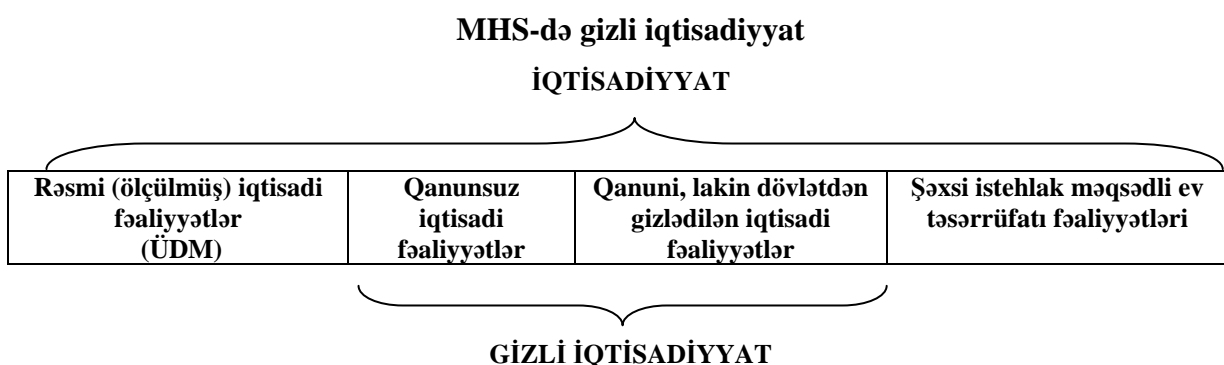 MHS-də gizli iqtisadiyyat
İQTİSADİYYAT
Rəsmi (ölçülmüş) iqtisadi
fəaliyyətlər
(ÜDM)
Qanunsuz
iqtisadi
fəaliyyətlər
Qanuni, lakin dövlətdən
gizlədilən iqtisadi
fəaliyyətlər
Şəxsi istehlak məqsədli ev
təsərrüfatı fəaliyyətləri
GİZLİ İQTİSADİYYAT